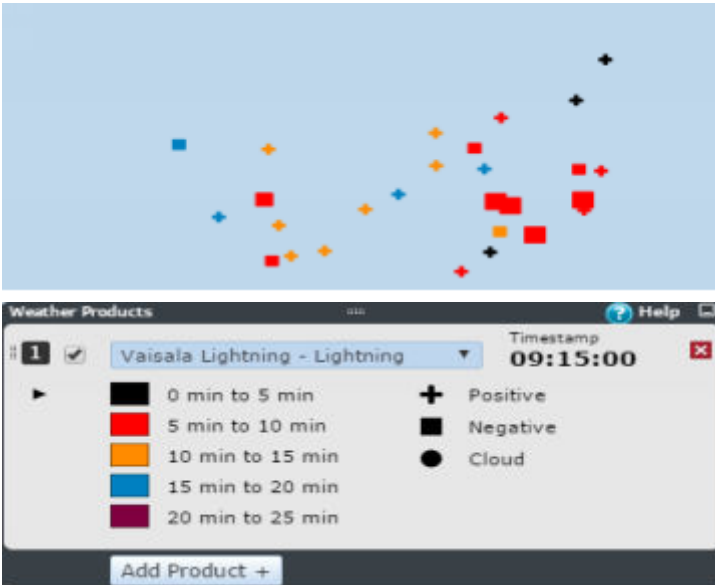 Weather Products
? Help
Timestamp
1 Vaisala Lightning - Lightning 09:15:00
0 min to 5 min Positive
5 min to 10 min Negative
10 min to 15 min Cloud
15 min to 20 min
20 min to 25 min
Add Product +